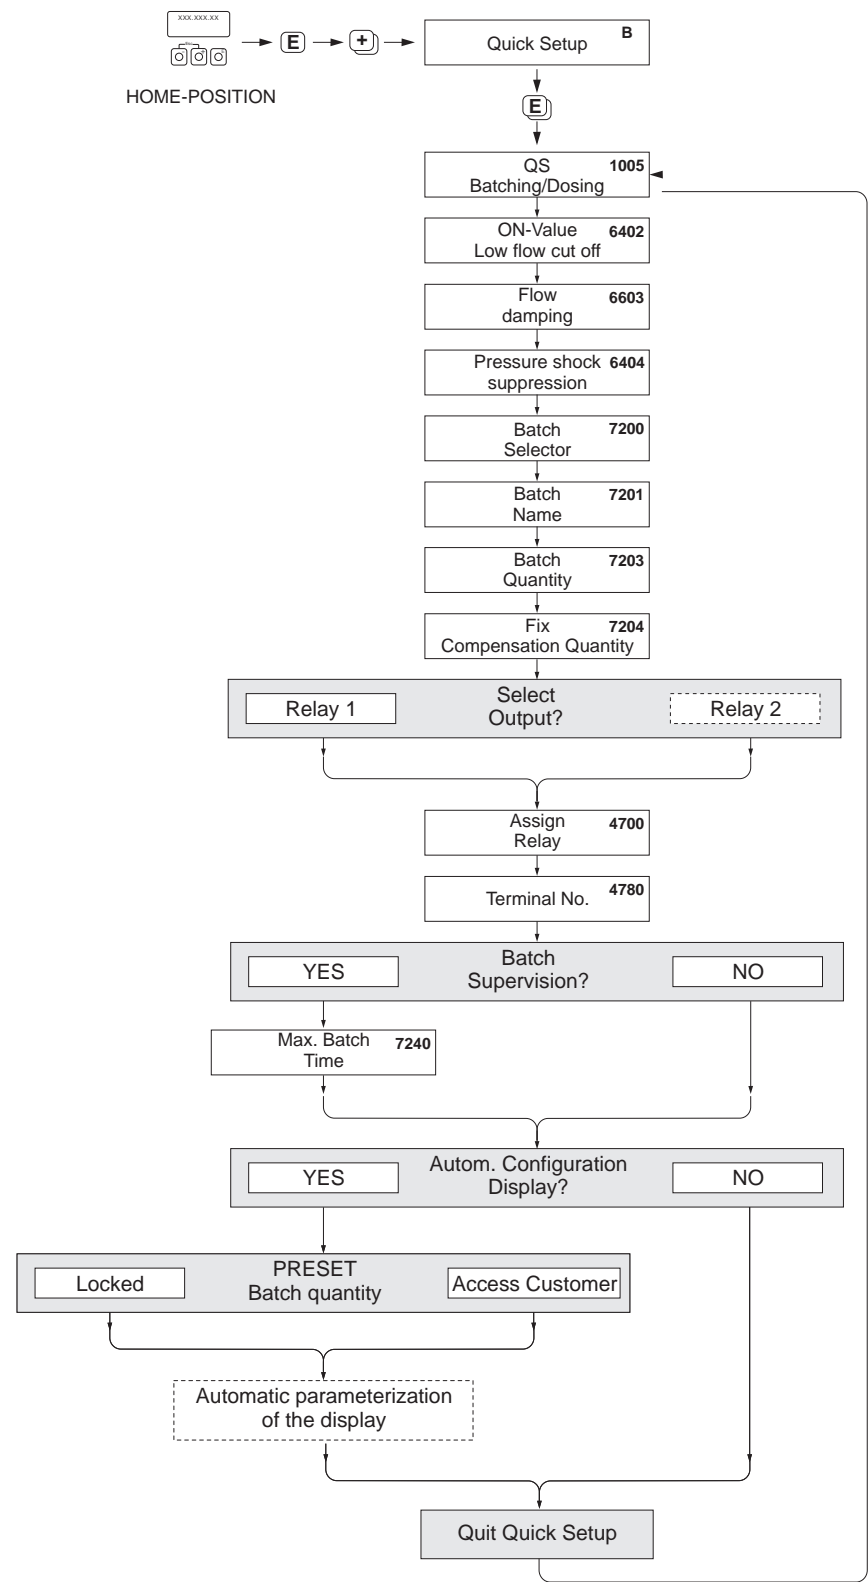 xxx.xxx.xx
Esc
E
+
Quick Setup
B
HOME-POSITION
E
QS
Batching/Dosing
1005
ON-Value
Low flow cut off
6402
Flow
damping
6603
Pressure shock
suppression
6404
Batch
Selector
7200
Batch
Name
7201
Batch
Quantity
7203
Fix
Compensation Quantity
7204
Relay 1
Select
Output?
Relay 2
Assign
Relay
4700
Terminal No.
4780
YES
Batch
Supervision?
NO
Max. Batch
Time
7240
YES
Autom. Configuration
Display?
NO
Locked
PRESET
Batch quantity
Access Customer
Automatic parameterization
of the display
Quit Quick Setup